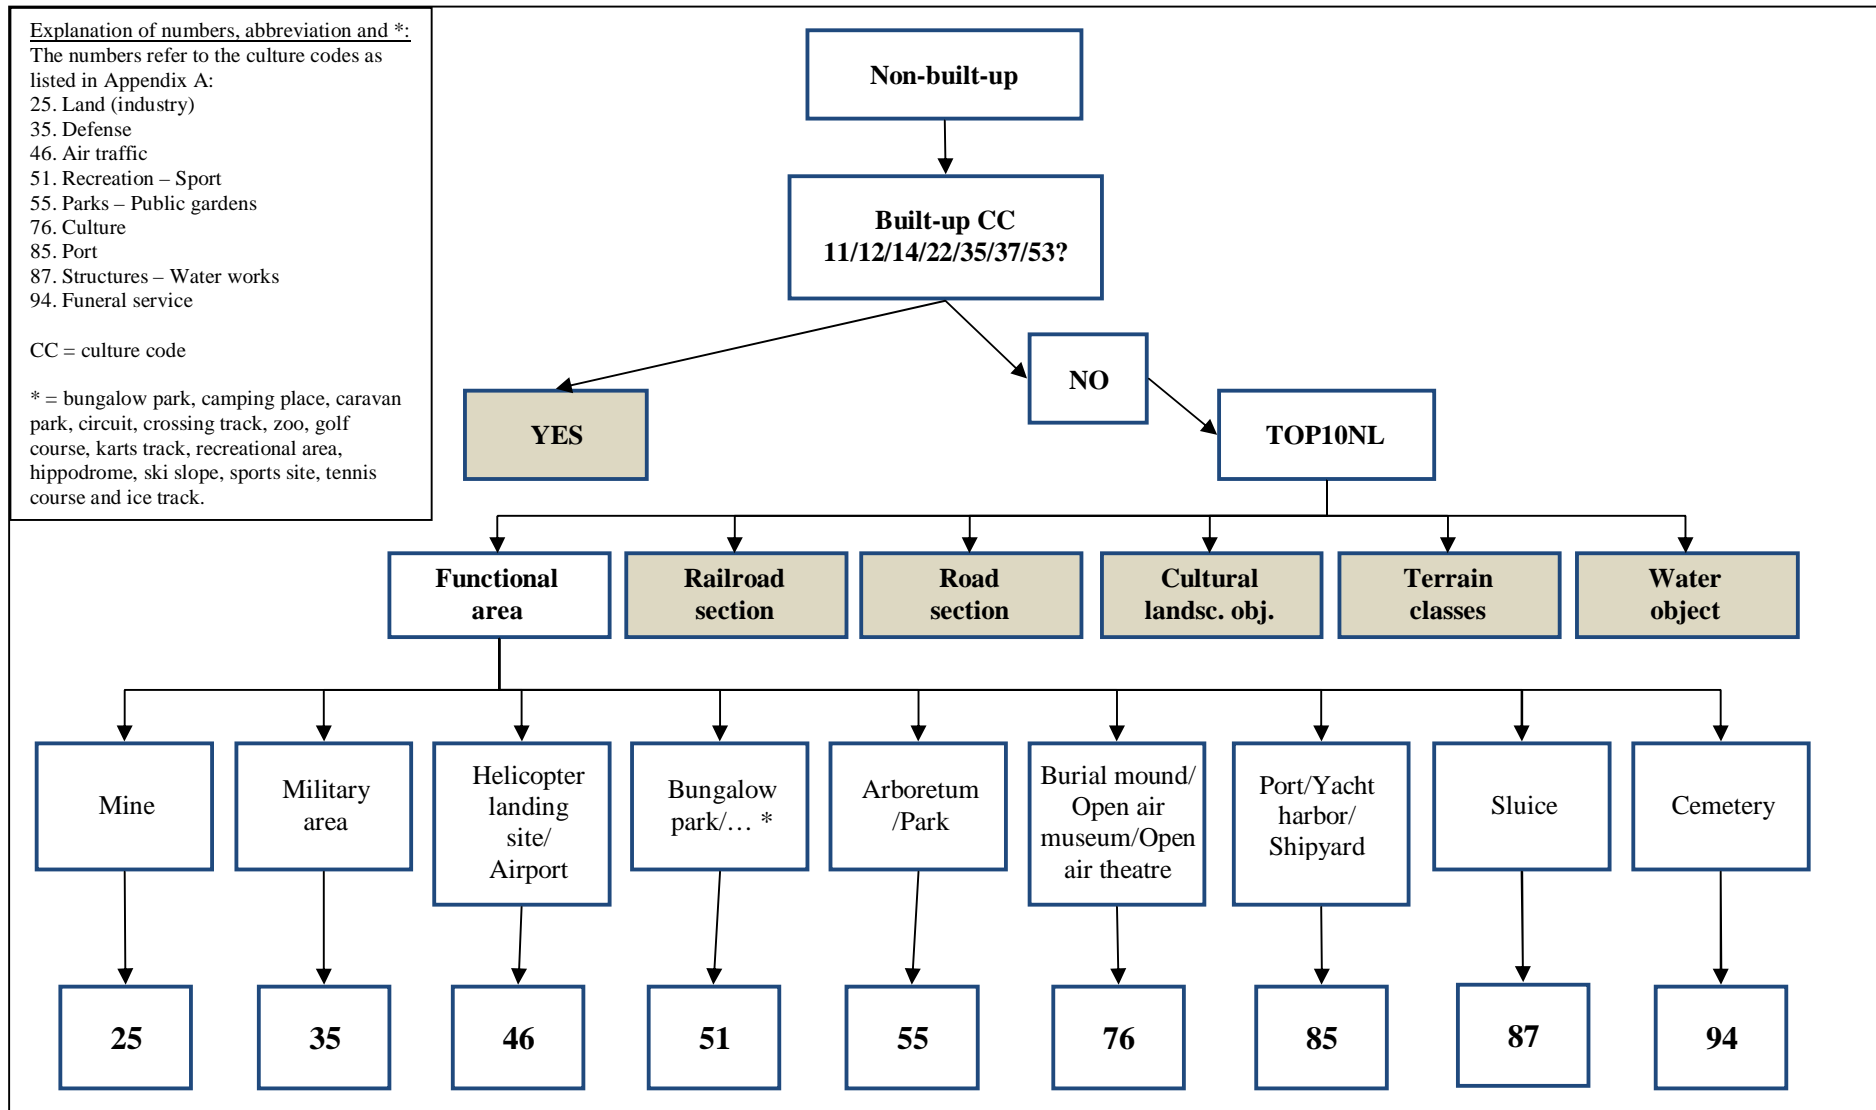 Explanation of numbers, abbreviation and *:
The numbers refer to the culture codes as
listed in Appendix A:
25. Land (industry)
35. Defense
46. Air traffic
51. Recreation – Sport
55. Parks – Public gardens
76. Culture
85. Port
87. Structures – Water works
94. Funeral service
CC = culture code
* = bungalow park, camping place, caravan
park, circuit, crossing track, zoo, golf
course, karts track, recreational area,
hippodrome, ski slope, sports site, tennis
course and ice track.
Non-built-up
Built-up CC
11/12/14/22/35/37/53?
YES
NO
TOP10NL
Functional
area
Railroad
section
Road
section
Cultural
landsc. obj.
Terrain
classes
Water
object
Mine
Military
area
Helicopter
landing
site/
Airport
Bungalow
park/… *
Arboretum
/Park
Burial mound/
Open air
museum/Open
air theatre
Port/Yacht
harbor/
Shipyard
Sluice
Cemetery
25
35
46
51
55
76
85
87
94